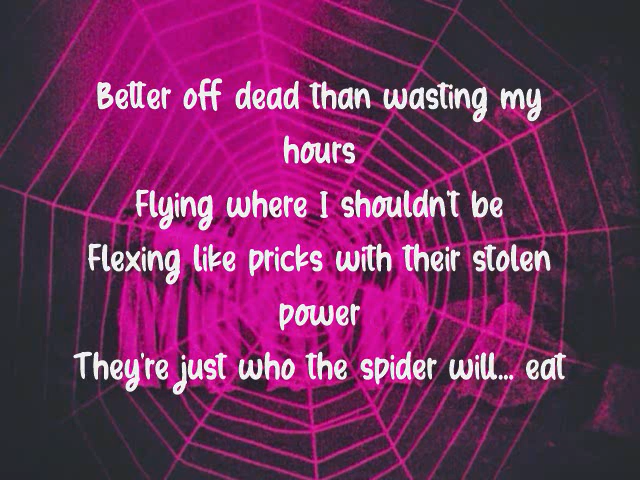 Better off dead than wasting my
hours
Flying where I shouldn't be
Flexing like pricks with their stolen
power
They're just who the spider will... eat